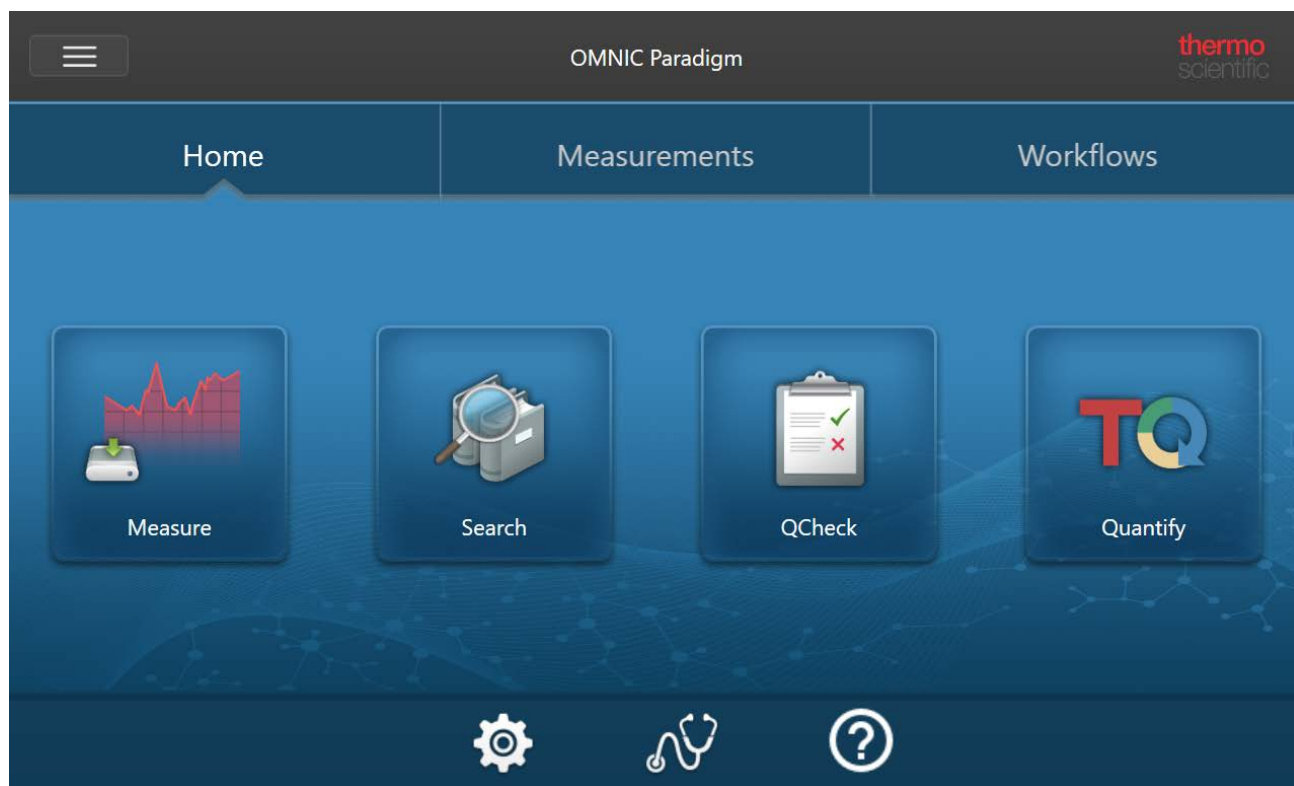 OMNIC Paradigm
thermo
scientific
Home
Measurements
Workflows
TQ
Measure
Search
QCheck
Quantify
?